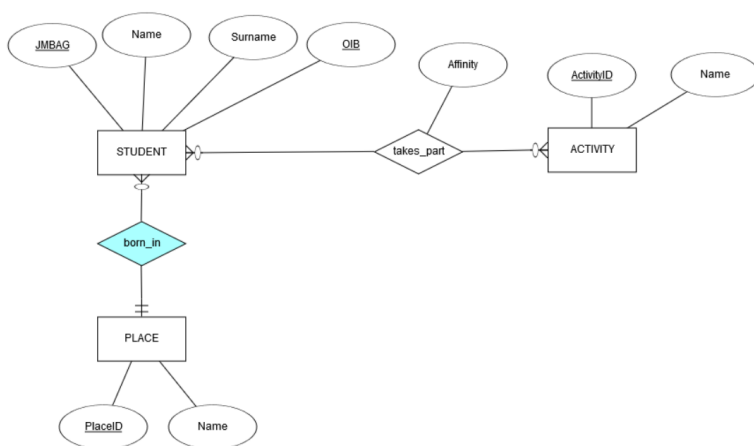 JMBAG
Name
Surname
OIB
Affinity
ActivityID
Name
STUDENT
takes_part
ACTIVITY
born_in
PLACE
PlaceID
Name